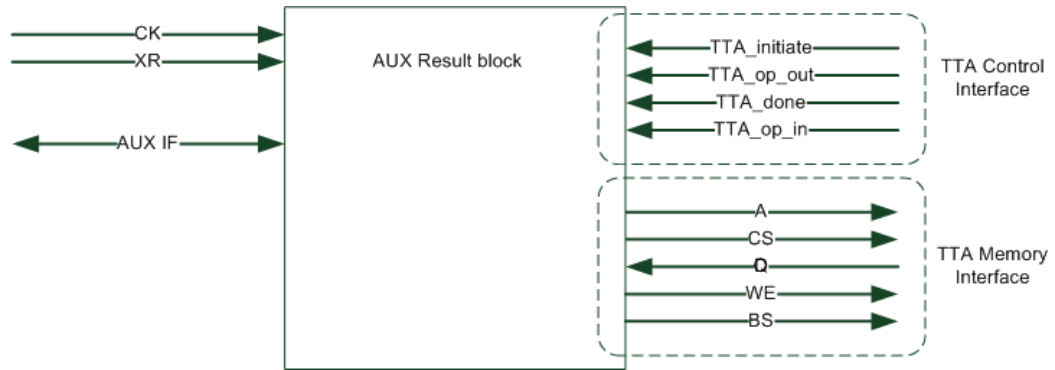 CK
XR
AUX IF
AUX Result block
TTA_initiate
TTA_op_out
TTA_done
TTA_op_in
TTA Control
Interface
A
CS
Q
WE
BS
TTA Memory
Interface